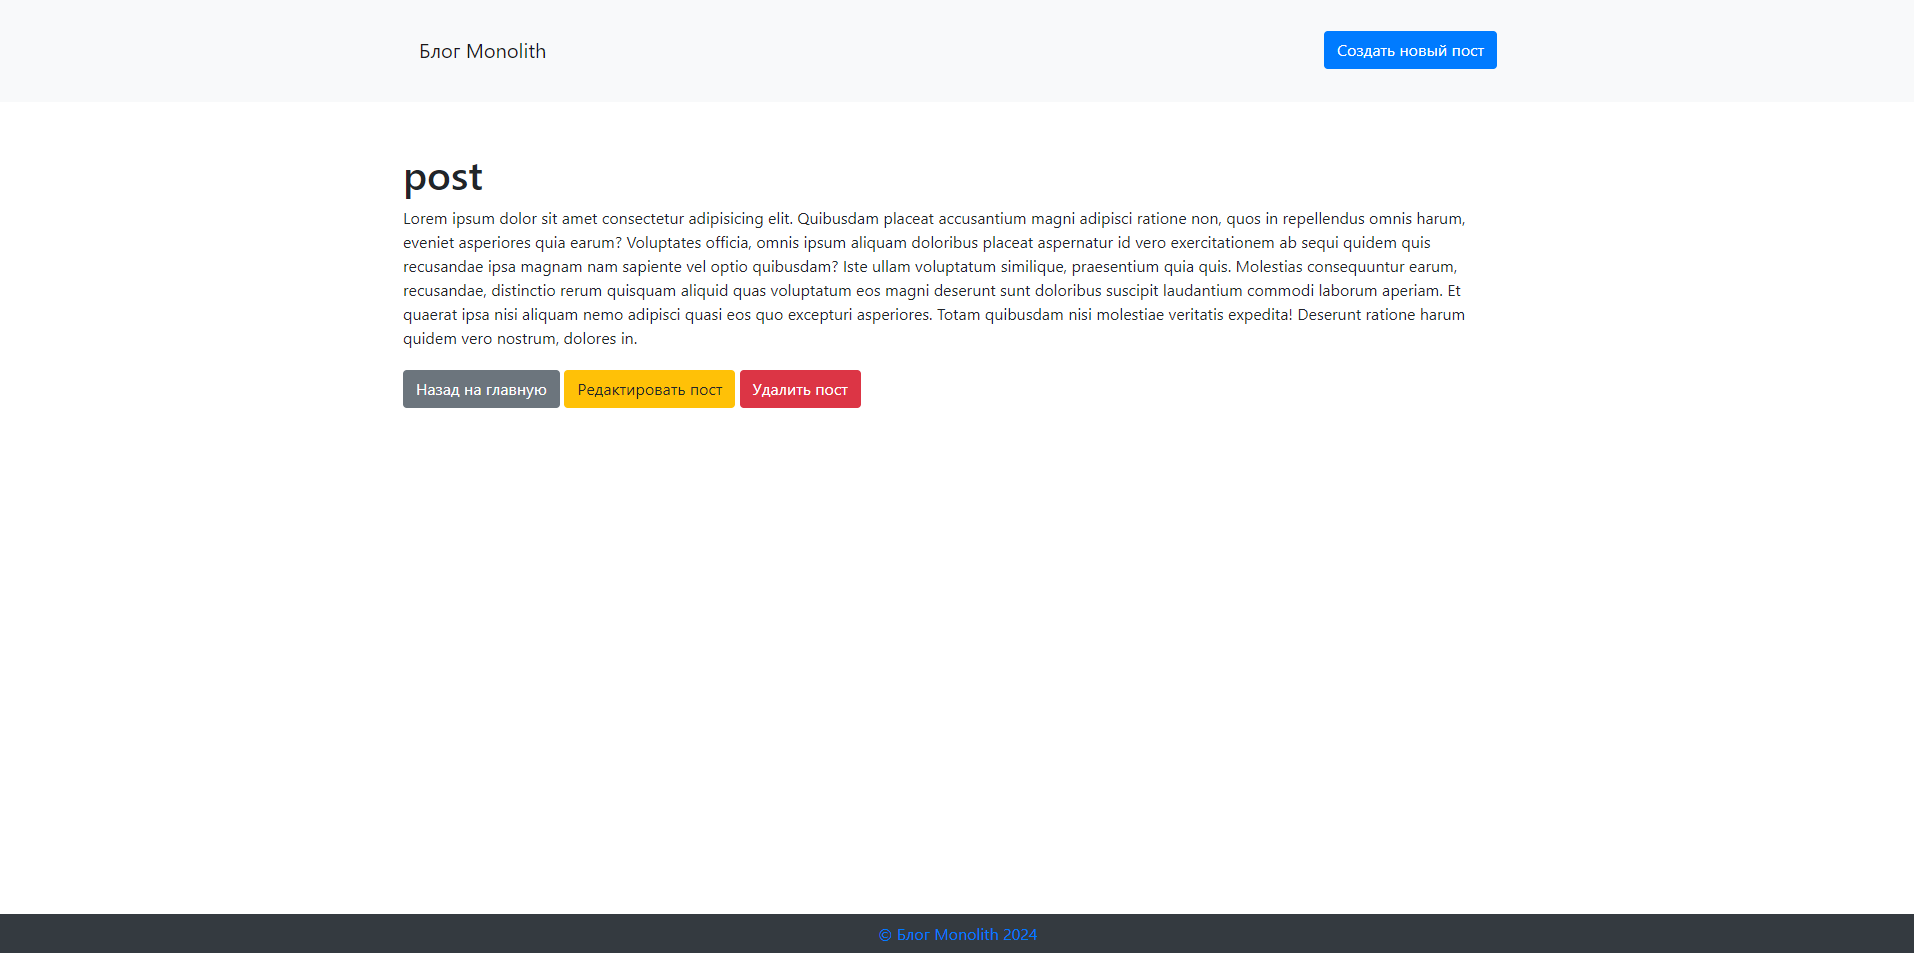 Блог Monolith
Создать новый пост
post
Lorem ipsum dolor sit amet consectetur adipisicing elit. Quibusdam placeat accusantium magni adipisci ratione non, quos in repellendus omnis harum,
eveniet asperiores quia earum? Voluptates officia, omnis ipsum aliquam doloribus placeat aspernatur id vero exercitationem ab sequi quidem quis
recusandae ipsa magnam nam sapiente vel optio quibusdam? Iste ullam voluptatum similique, praesentium quia quis. Molestias consequuntur earum,
recusandae, distinctio rerum quisquam aliquid quas voluptatum eos magni deserunt sunt doloribus suscipit laudantium commodi laborum aperiam. Et
quaerat ipsa nisi aliquam nemo adipisci quasi eos quo excepturi asperiores. Totam quibusdam nisi molestiae veritatis expedita! Deserunt ratione harum
quidem vero nostrum, dolores in.
Назад на главную
Редактировать пост
Удалить пост
© Блог Monolith 2024